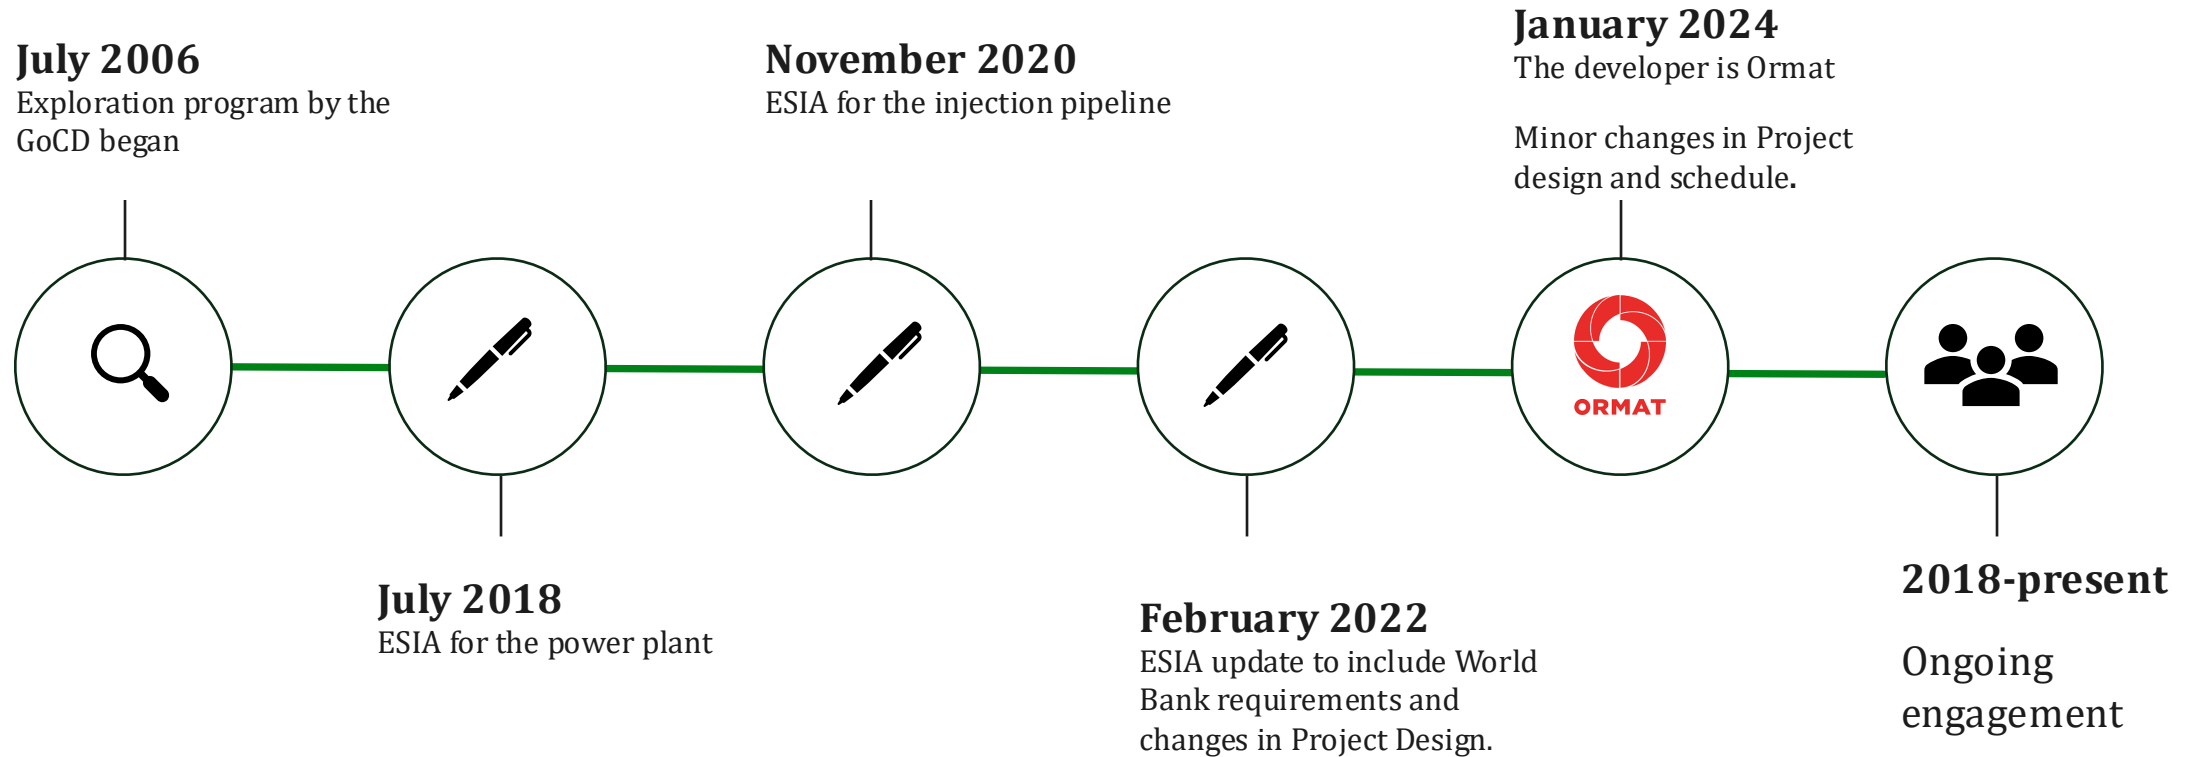 July 2006
Exploration program by the
GoCD began
July 2018
ESIA for the power plant
November 2020
ESIA for the injection pipeline
February 2022
ESIA update to include World
Bank requirements and
changes in Project Design.
January 2024
The developer is Ormat
Minor changes in Project
design and schedule.
ORMAT
2018-present
Ongoing
engagement